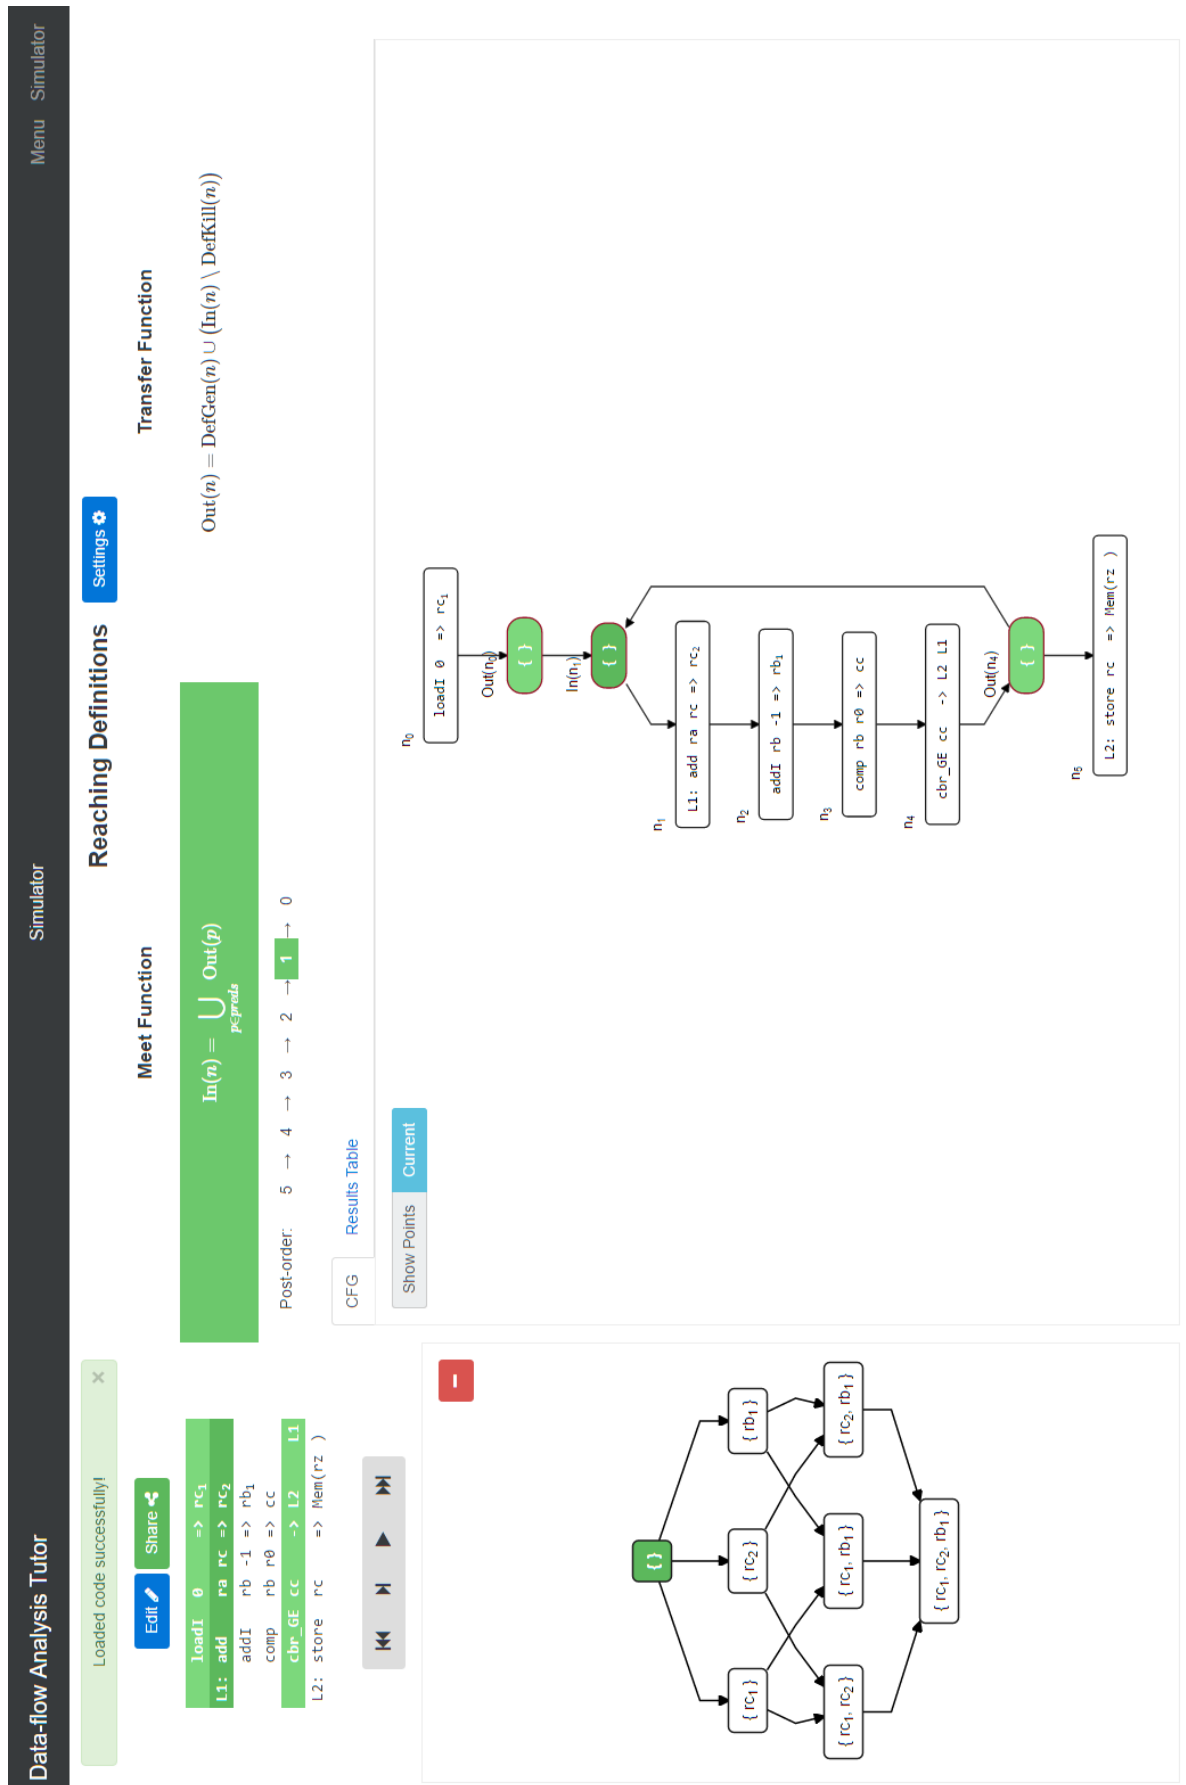 Data-flow Analysis Tutor
Simulator
Menu Simulator
Loaded code successfully! ×
Edit Share
loadI 0 => rc₁
L1: add ra rc => rc₂
addI rb -1 => rb₁
comp rb r0 => cc
cbr_GE cc -> L2 L1
L2: store rc => Mem(rz )
Reaching Definitions Settings
Meet Function
Transfer Function
In(n) = ⋃ Out(p)
p∈preds
Out(n) = DefGen(n) ∪ (In(n) \ DefKill(n))
Post-order: 5 → 4 → 3 → 2 → 1 → 0
CFG Results Table
Show Points Current
{ }
{ rc₁ } { rc₂ } { rb₁ }
{ rc₁, rc₂ } { rc₁, rb₁ } { rc₂, rb₁ }
{ rc₁, rc₂, rb₁ }
n₀
loadI 0 => rc₁
Out(n₀)
{ }
In(n₁)
{ }
n₁
L1: add ra rc => rc₂
n₂
addI rb -1 => rb₁
n₃
comp rb r0 => cc
n₄
cbr_GE cc -> L2 L1
Out(n₄)
{ }
n₅
L2: store rc => Mem(rz )